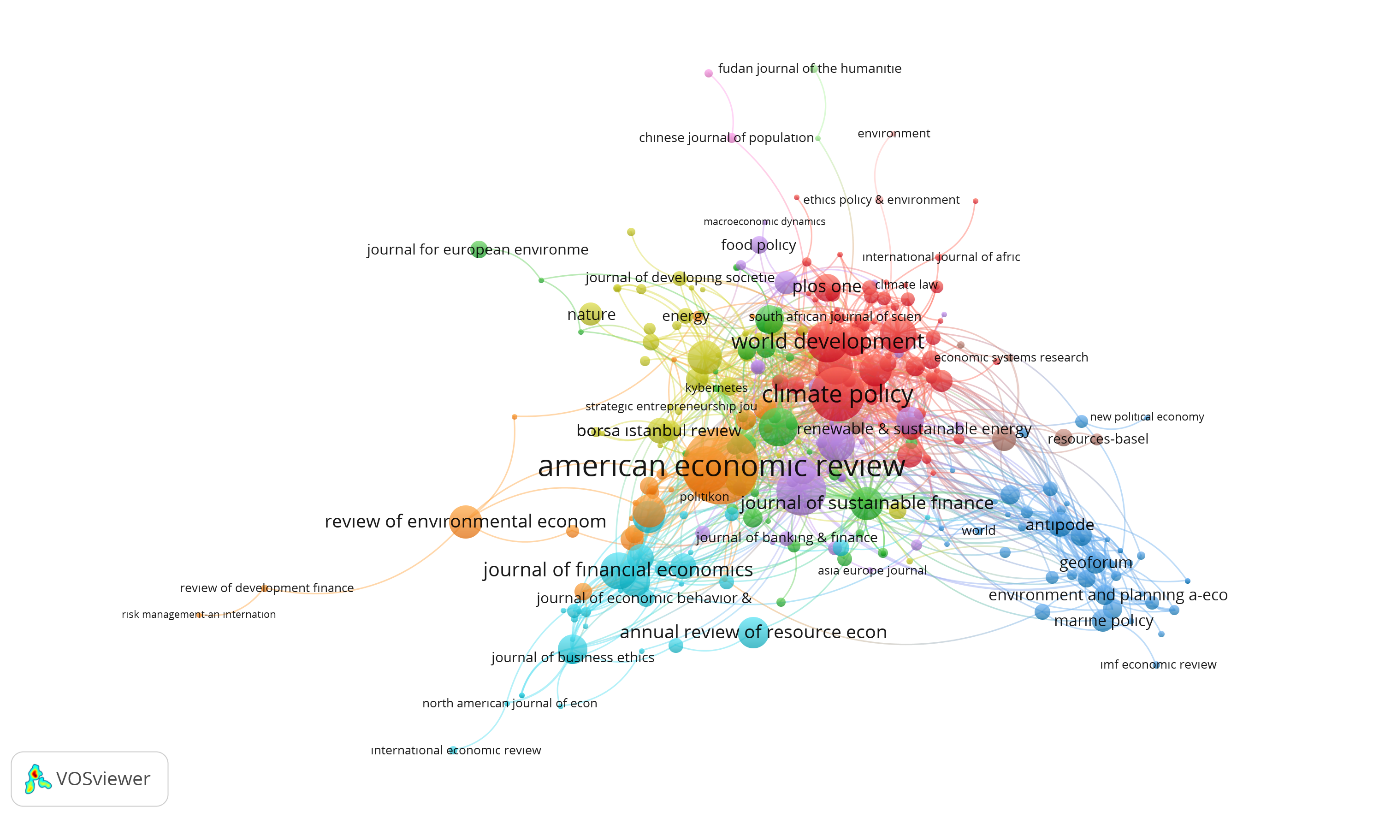 fudan journal of the humanitie
chinese journal of population
environment
ethics policy & environment
macroeconomic dynamics
food policy
journal for european environme
international journal of afric
journal of developing societie
plos one
climate law
nature
energy
south african journal of scien
world development
economic systems research
kybernetes
climate policy
strategic entrepreneurship jou
new political economy
borsa istanbul review
renewable & sustainable energy
resources-basel
american economic review
politikon
journal of sustainable finance
review of environmental econom
antipode
world
journal of banking & finance
geoforum
journal of financial economics
asia europe journal
review of development finance
environment and planning a-eco
journal of economic behavior &
risk management-an internation
marine policy
annual review of resource econ
journal of business ethics
imf economic review
north american journal of econ
international economic review
VOSviewer